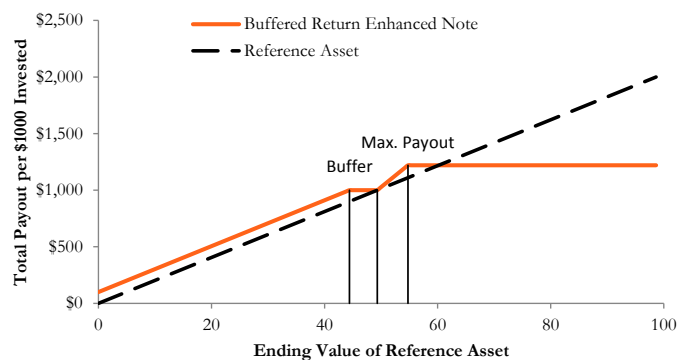 $2,500
Buffered Return Enhanced Note
Reference Asset
$2,000
$1,500
Max. Payout
Buffer
$1,000
$500
$0
0 20 40 60 80 100
Total Payout per $1000 Invested
Ending Value of Reference Asset